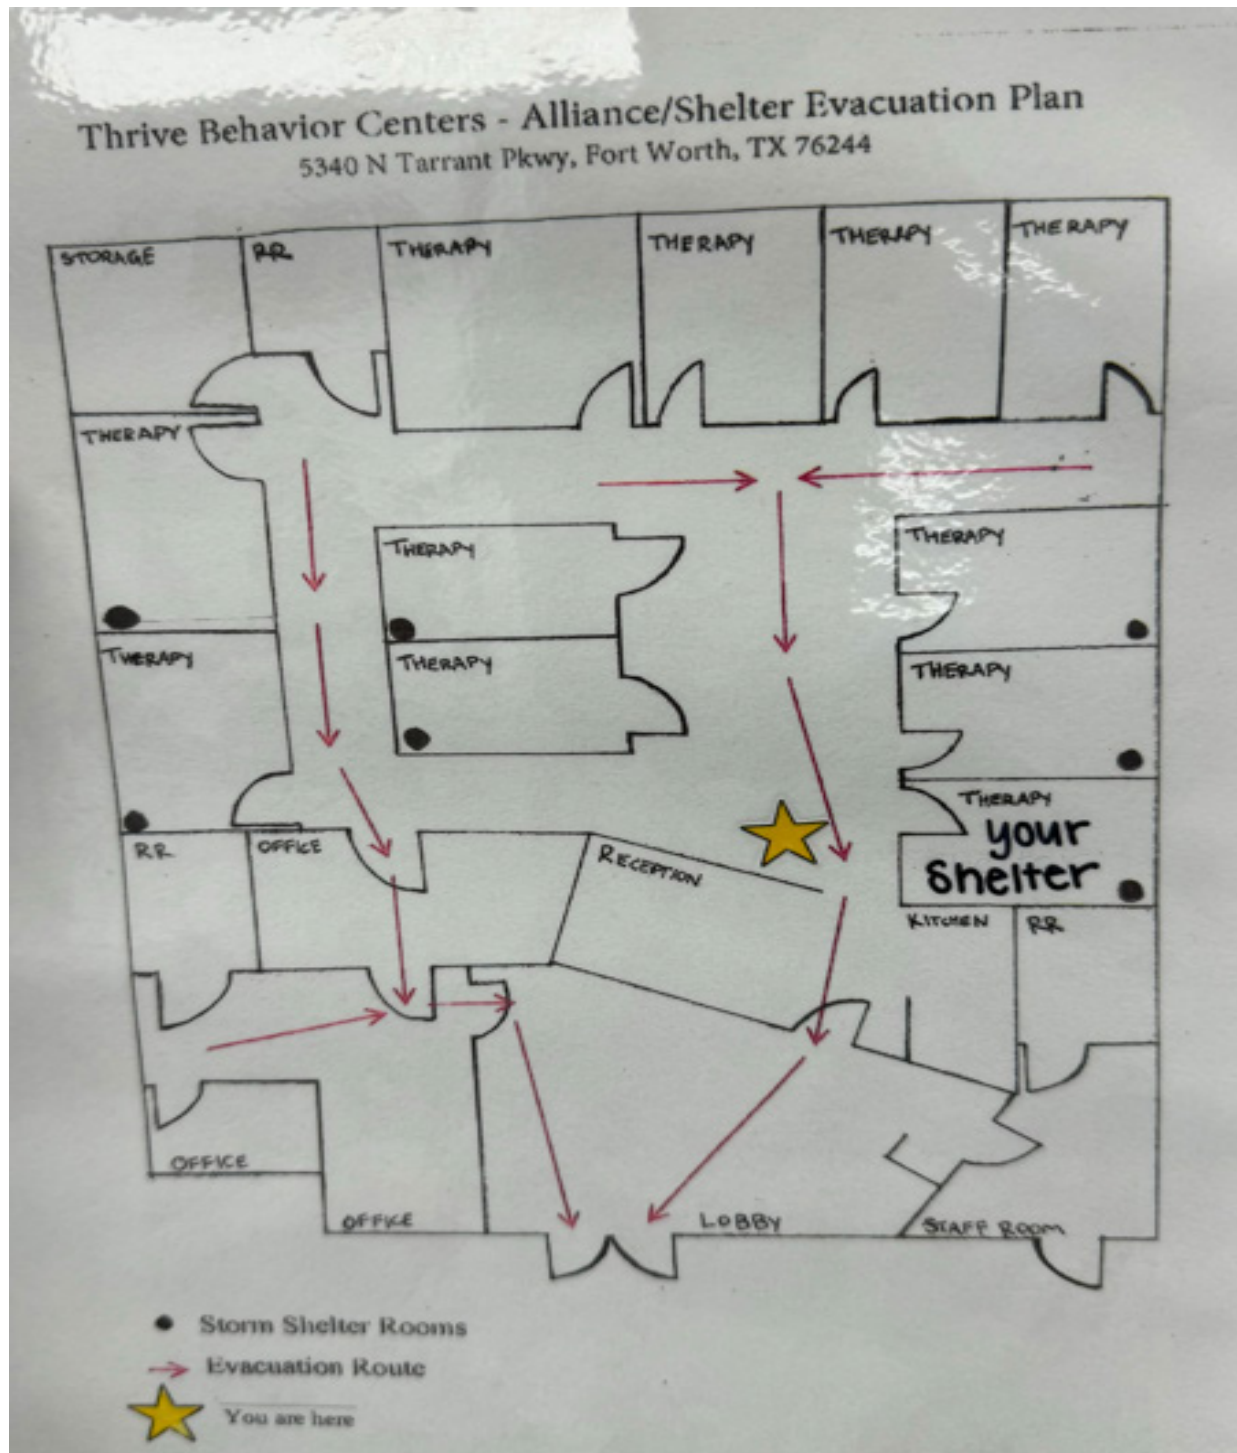 Thrive Behavior Centers - Alliance/Shelter Evacuation Plan
5340 N Tarrant Pkwy, Fort Worth, TX 76244
STORAGE
RR
THERAPY
THERAPY
THERAPY
THERAPY
THERAPY
THERAPY
THERAPY
THERAPY
THERAPY
THERAPY
THERAPY
your
Shelter
RR
OFFICE
RECEPTION
KITCHEN
RR
OFFICE
OFFICE
LOBBY
STAFF ROOM
Storm Shelter Rooms
Evacuation Route
You are here